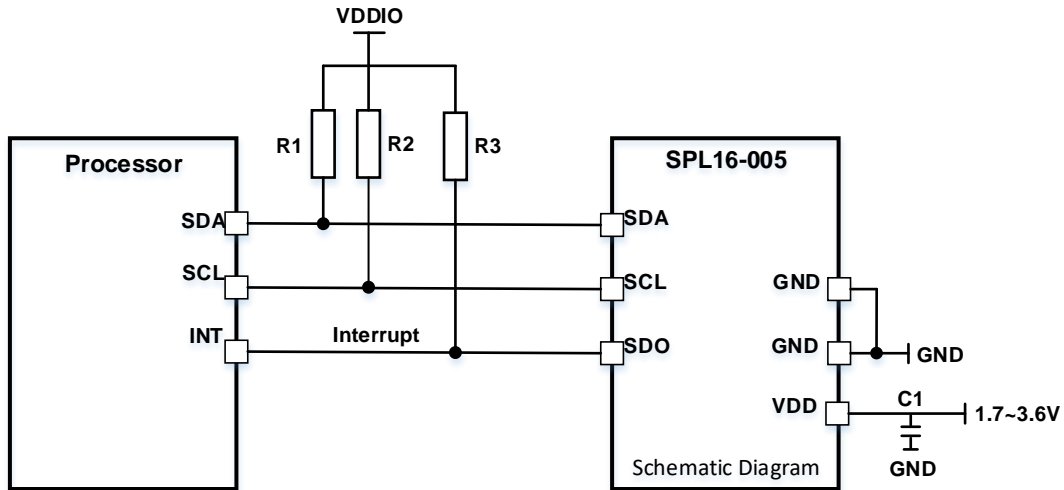 VDDIO
R1
R2
R3
Processor
SPL16-005
SDA
SDA
SCL
SCL
GND
INT
Interrupt
SDO
GND
GND
VDD
C1
1.7~3.6V
GND
Schematic Diagram